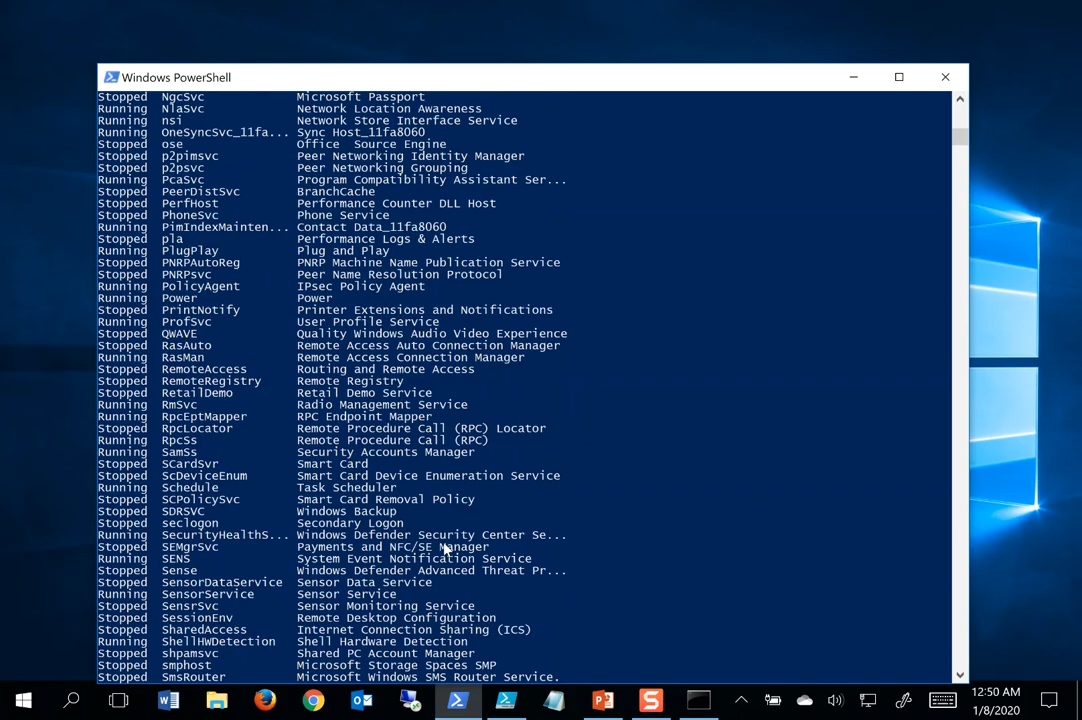 Windows PowerShell
Stopped NgcSvc Microsoft Passport
Running NlaSvc Network Location Awareness
Running nsi Network Store Interface Service
Running OneSyncSvc_11fa... Sync Host_11fa8060
Stopped ose Office  Source Engine
Stopped p2pimsvc Peer Networking Identity Manager
Stopped p2psvc Peer Networking Grouping
Running PcaSvc Program Compatibility Assistant Ser...
Stopped PeerDistSvc BranchCache
Stopped PerfHost Performance Counter DLL Host
Stopped PhoneSvc Phone Service
Running PimIndexMainten... Contact Data_11fa8060
Stopped pla Performance Logs & Alerts
Running PlugPlay Plug and Play
Stopped PNRPAutoReg PNRP Machine Name Publication Service
Stopped PNRPsvc Peer Name Resolution Protocol
Running PolicyAgent IPsec Policy Agent
Running Power Power
Stopped PrintNotify Printer Extensions and Notifications
Running ProfSvc User Profile Service
Stopped QWAVE Quality Windows Audio Video Experience
Stopped RasAuto Remote Access Auto Connection Manager
Running RasMan Remote Access Connection Manager
Stopped RemoteAccess Routing and Remote Access
Stopped RemoteRegistry Remote Registry
Stopped RetailDemo Retail Demo Service
Running RmSvc Radio Management Service
Running RpcEptMapper RPC Endpoint Mapper
Stopped RpcLocator Remote Procedure Call (RPC) Locator
Running RpcSs Remote Procedure Call (RPC)
Running SamSs Security Accounts Manager
Stopped SCardSvr Smart Card
Stopped ScDeviceEnum Smart Card Device Enumeration Service
Running Schedule Task Scheduler
Stopped SCPolicySvc Smart Card Removal Policy
Stopped SDRSVC Windows Backup
Stopped seclogon Secondary Logon
Running SecurityHealthS... Windows Defender Security Center Se...
Stopped SEMgrSvc Payments and NFC/SE Manager
Running SENS System Event Notification Service
Stopped Sense Windows Defender Advanced Threat Pr...
Stopped SensorDataService Sensor Data Service
Running SensorService Sensor Service
Stopped SensrSvc Sensor Monitoring Service
Stopped SessionEnv Remote Desktop Configuration
Stopped SharedAccess Internet Connection Sharing (ICS)
Running ShellHWDetection Shell Hardware Detection
Stopped shpamsvc Shared PC Account Manager
Stopped smphost Microsoft Storage Spaces SMP
Stopped SmsRouter Microsoft Windows SMS Router Service.
12:50 AM
1/8/2020